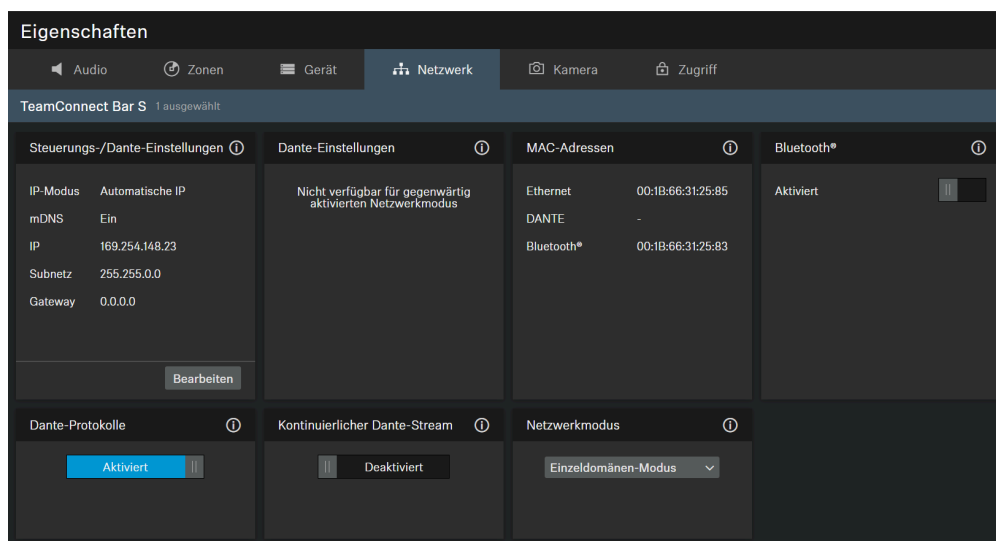 Eigenschaften
Audio Zonen Gerät Netzwerk Kamera Zugriff
TeamConnect Bar S 1 ausgewählt
Steuerungs-/Dante-Einstellungen
IP-Modus Automatische IP
mDNS Ein
IP 169.254.148.23
Subnetz 255.255.0.0
Gateway 0.0.0.0
Bearbeiten
Dante-Einstellungen
Nicht verfügbar für gegenwärtig
aktivierten Netzwerkmodus
MAC-Adressen
Ethernet 00:1B:66:31:25:85
DANTE -
Bluetooth® 00:1B:66:31:25:83
Bluetooth®
Aktiviert
Dante-Protokolle
Aktiviert
Kontinuierlicher Dante-Stream
Deaktiviert
Netzwerkmodus
Einzeldomänen-Modus